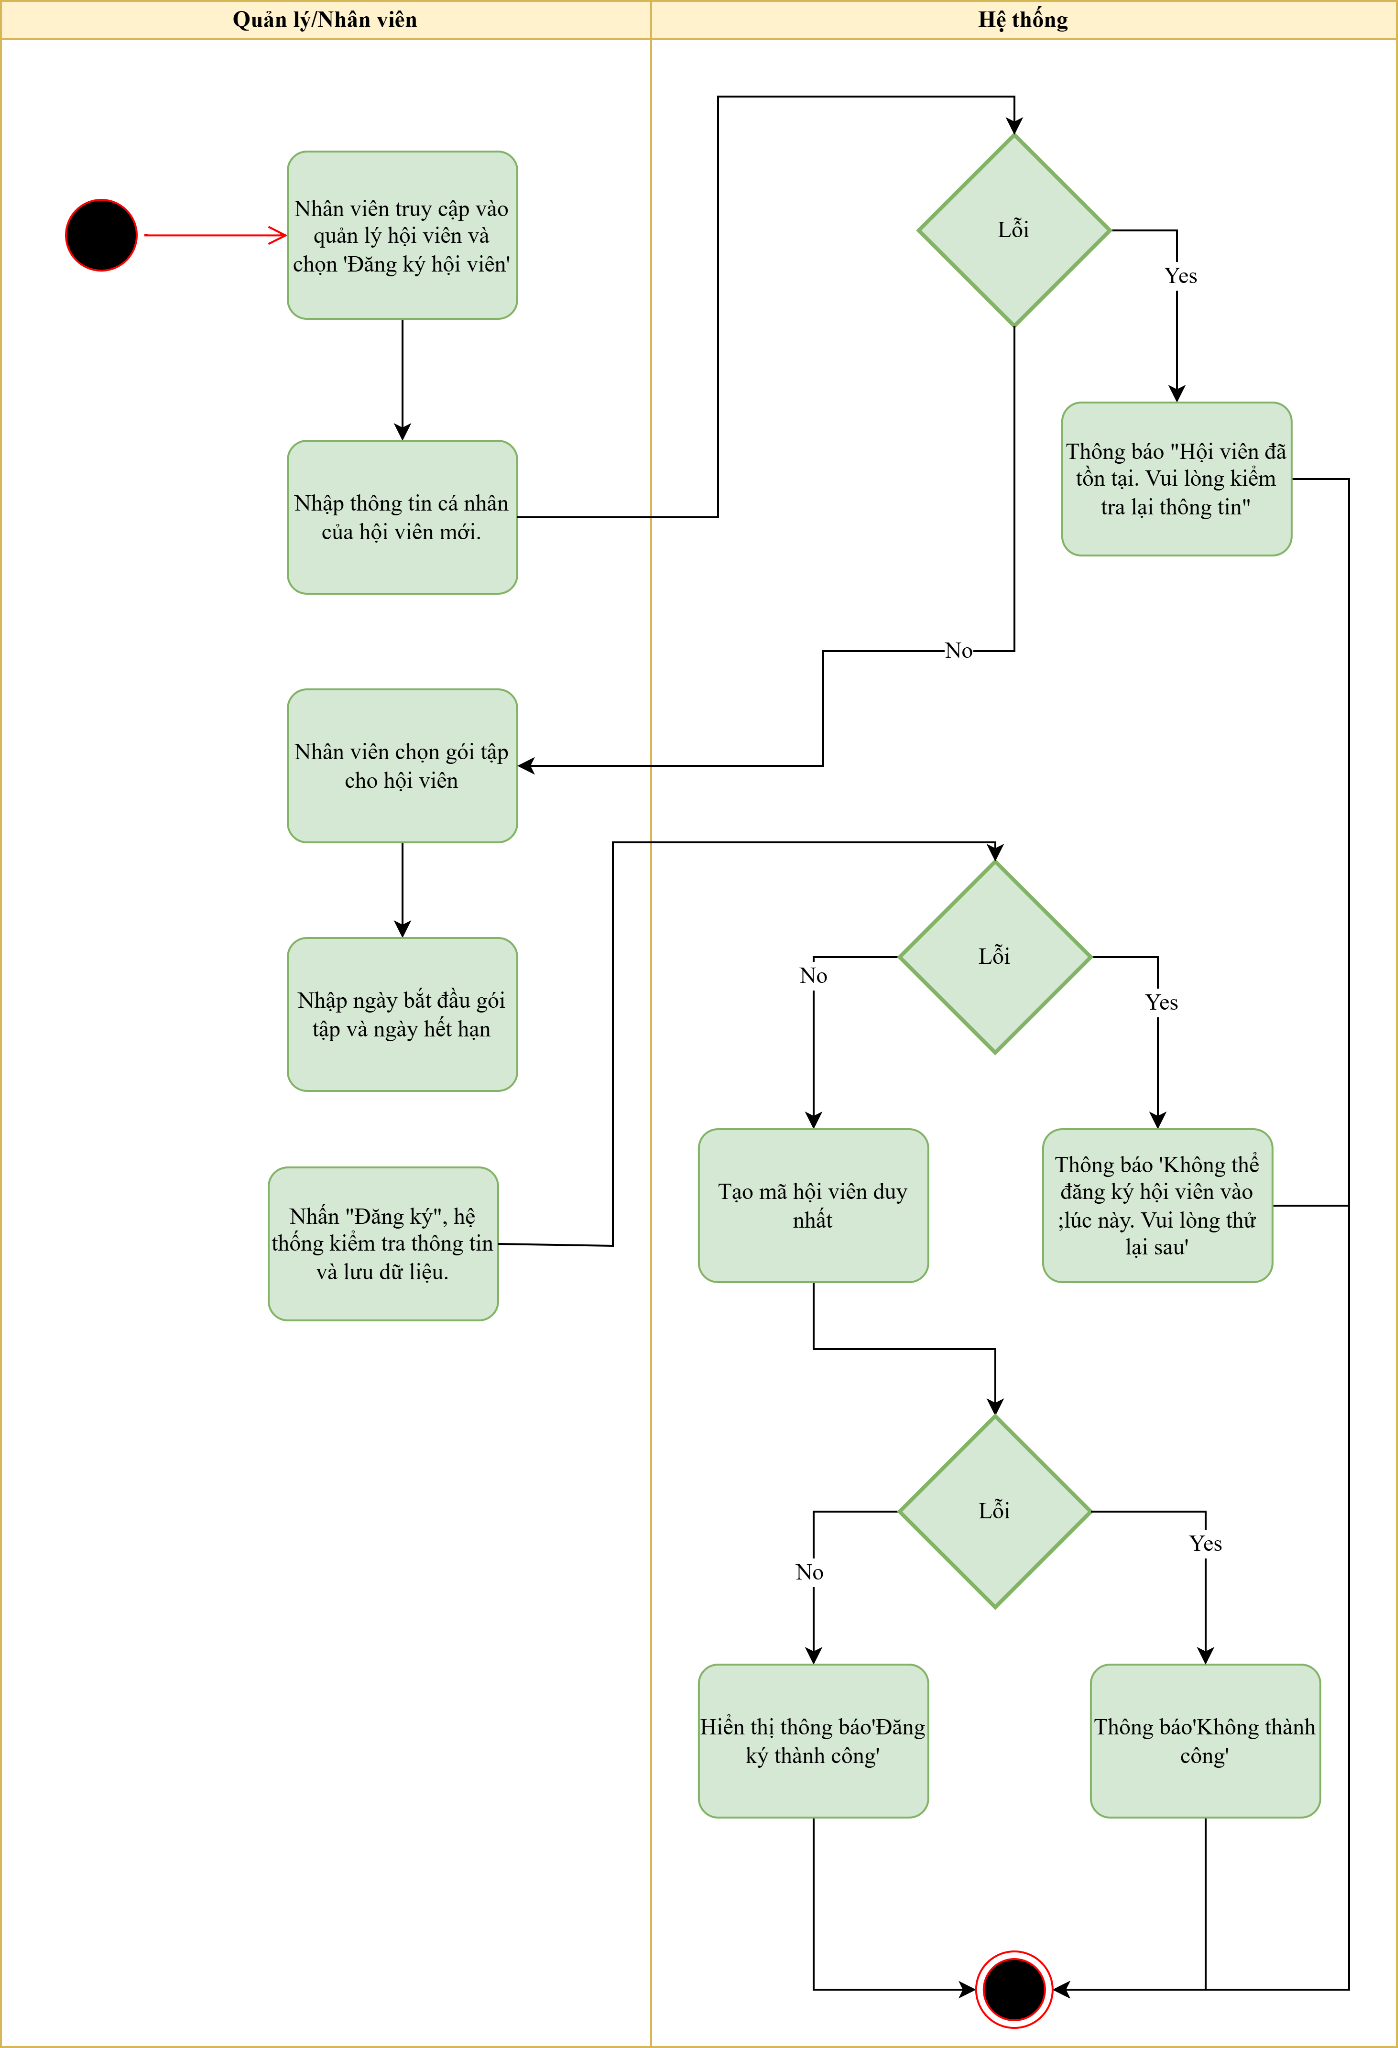 Quản lý/Nhân viên
Hệ thống
Nhân viên truy cập vào
quản lý hội viên và
chọn 'Đăng ký hội viên'
Lỗi
Yes
Thông báo "Hội viên đã
tồn tại. Vui lòng kiểm
tra lại thông tin"
Nhập thông tin cá nhân
của hội viên mới.
No
Nhân viên chọn gói tập
cho hội viên
Lỗi
No
Yes
Nhập ngày bắt đầu gói
tập và ngày hết hạn
Nhấn "Đăng ký", hệ
thống kiểm tra thông tin
và lưu dữ liệu.
Tạo mã hội viên duy
nhất
Thông báo 'Không thể
đăng ký hội viên vào
;lúc này. Vui lòng thử
lại sau'
Lỗi
No
Yes
Hiển thị thông báo'Đăng
ký thành công'
Thông báo'Không thành
công'